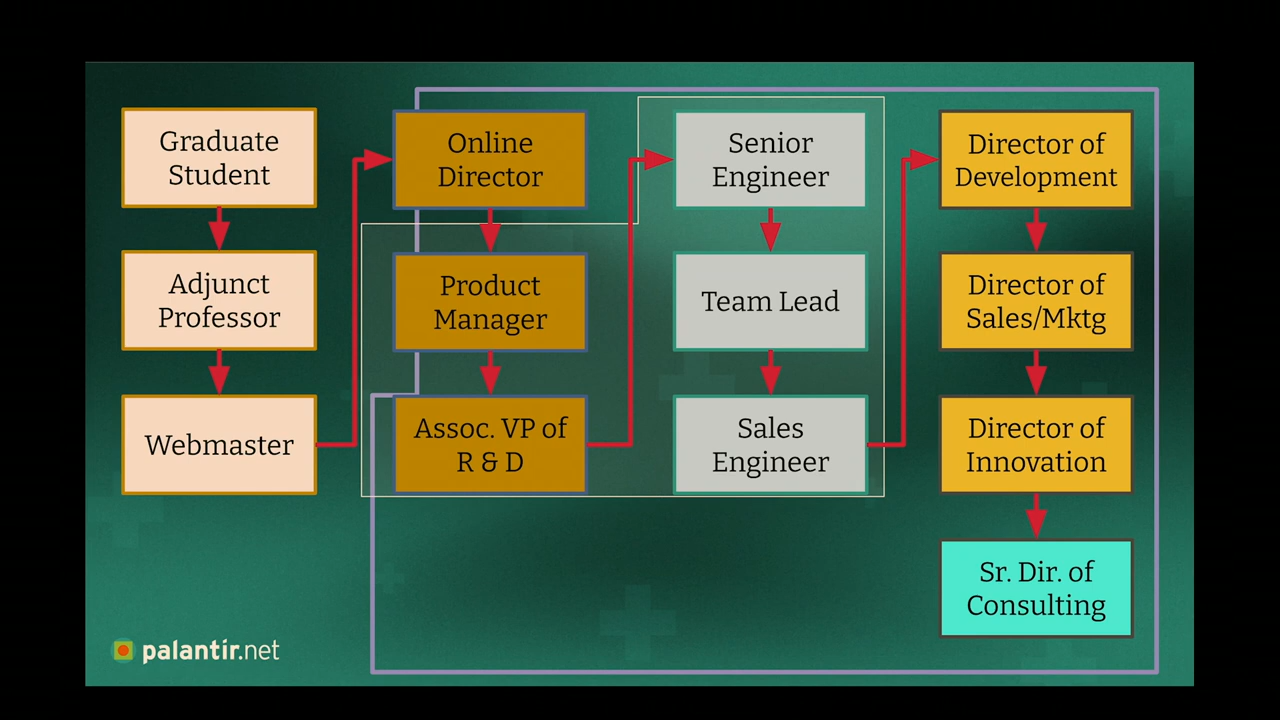 Graduate
Student
Adjunct
Professor
Webmaster
Online
Director
Product
Manager
Assoc. VP of
R & D
Senior
Engineer
Team Lead
Sales
Engineer
Director of
Development
Director of
Sales/Mktg
Director of
Innovation
Sr. Dir. of
Consulting
palantir.net